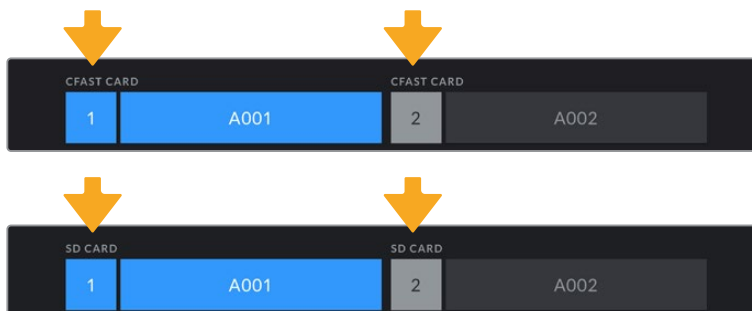 CFAST CARD CFAST CARD
1 A001 2 A002
SD CARD SD CARD
1 A001 2 A002